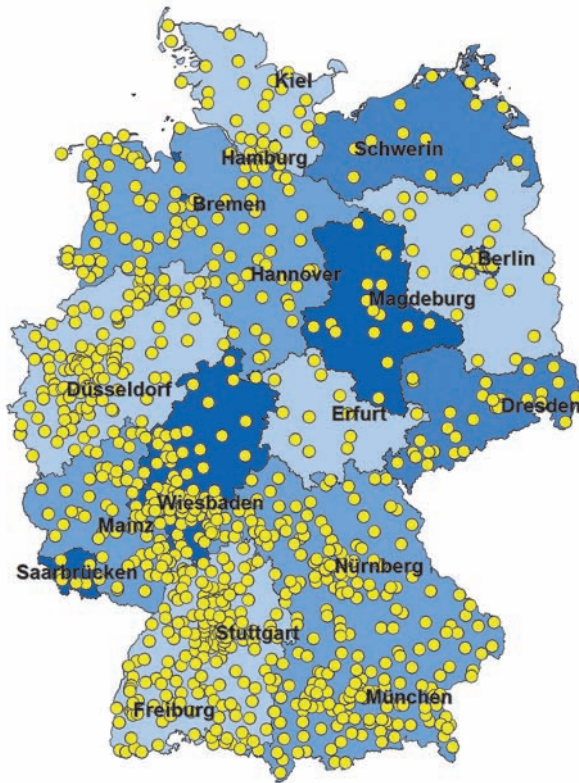 Kiel
Schwerin
Hamburg
Bremen
Berlin
Hannover
Magdeburg
Düsseldorf
Dresden
Erfurt
Wiesbaden
Mainz
Nürnberg
Saarbrücken
Stuttgart
München
Freiburg